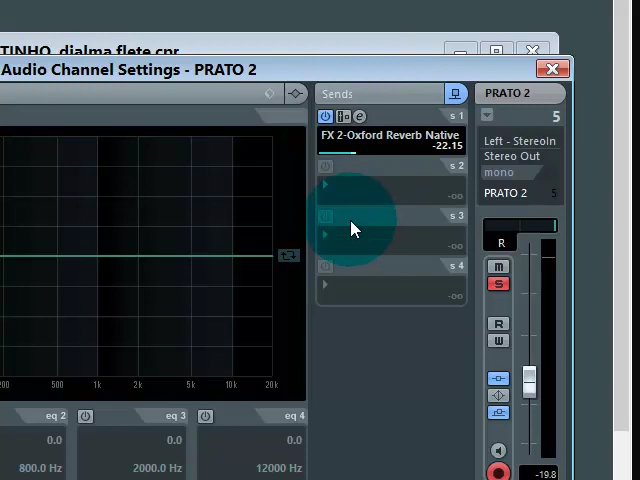 TINHO_dialma flete.cpr
Audio Channel Settings - PRATO 2
Sends
PRATO 2
s 1
5
FX 2-Oxford Reverb Native
-22.15
Left - StereoIn
Stereo Out
mono
PRATO 2 5
s 2
-oo
s 3
-oo
R
s 4
-oo
M
S
R
W
200 500 1k 2k 5k 10k 20k
eq 2 eq 3 eq 4
0.0 0.0 0.0
800.0 Hz 2000.0 Hz 12000 Hz
-19.8